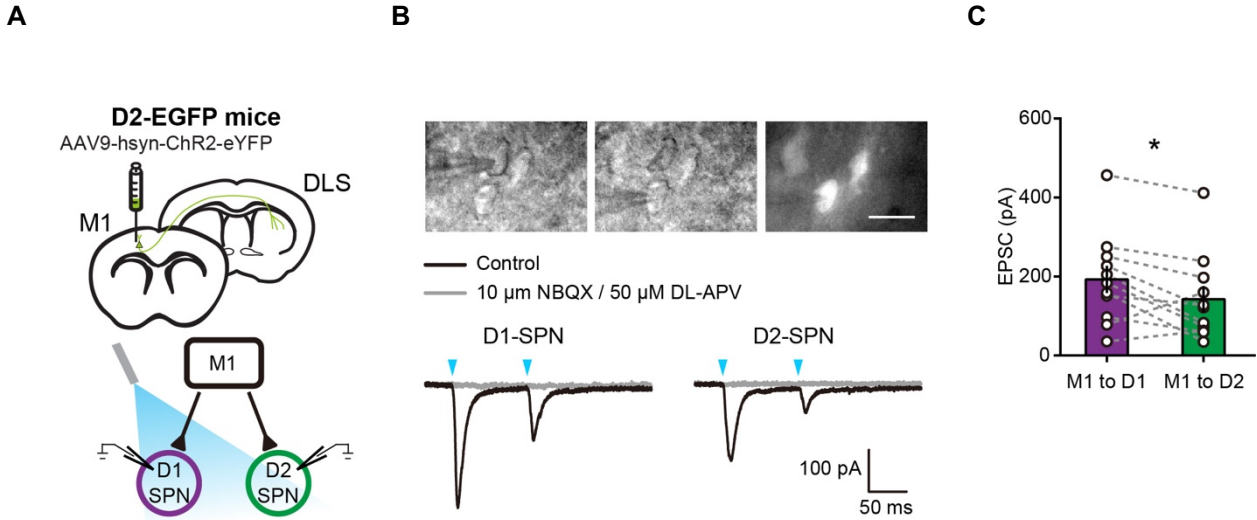 A
D2-EGFP mice
AAV9-hsyn-ChR2-eYFP
DLS
M1
M1
D1
SPN
D2
SPN
B
Control
10 µm NBQX / 50 µM DL-APV
D1-SPN
D2-SPN
100 pA
50 ms
C
600
400
200
0
EPSC (pA)
*
M1 to D1
M1 to D2